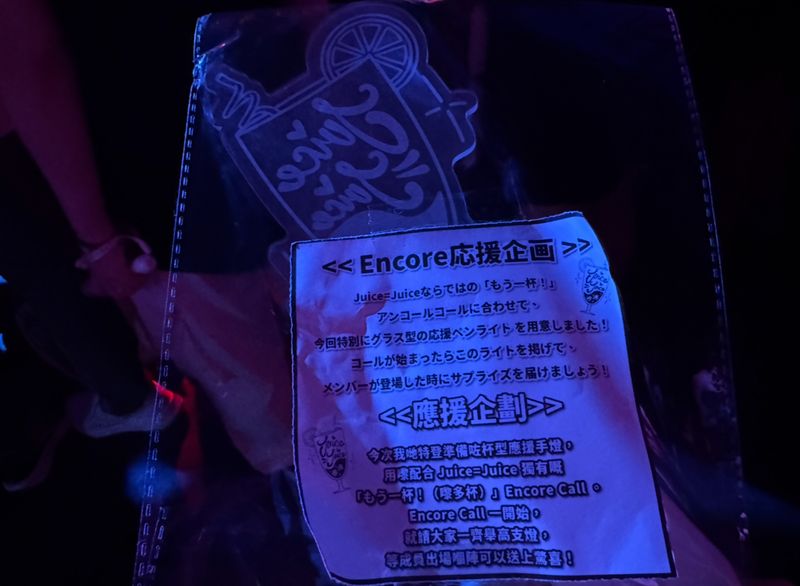 Juice
Juice
<< Encore応援企画 >>
Juice=Juiceならではの「もう一杯！」
アンコールコールに合わせて、
今回特別にグラス型の応援ペンライトを用意しました！
コールが始まったらこのライトを掲げて、
メンバーが登場した時にサプライズを届けましょう！
<<應援企劃>>
今次我哋特登準備咗杯型應援手燈，
用嚟配合 Juice=Juice 獨有嘅
「もう一杯！（嚟多杯）」Encore Call 。
Encore Call 一開始，
就請大家一齊舉高支燈，
等成員出場嗰陣可以送上驚喜！